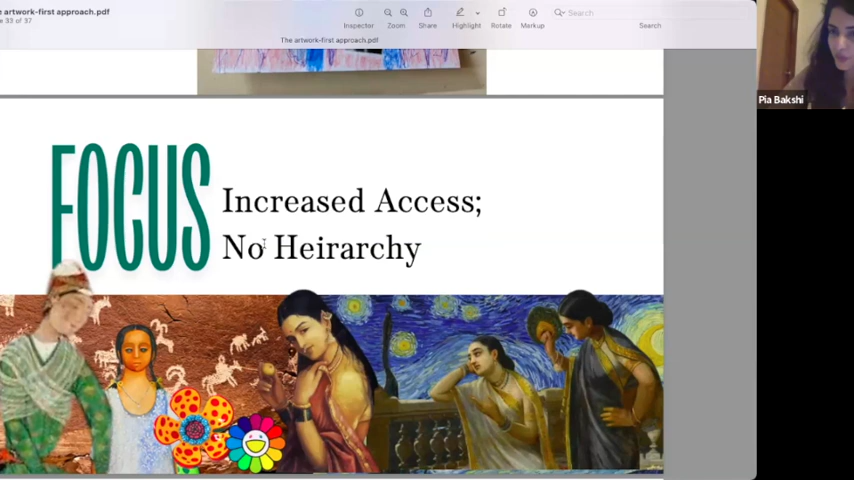 he artwork-first approach.pdf
e 33 of 37
Inspector
Zoom
Share
Highlight
Rotate
Markup
Search
Search
The artwork-first approach.pdf
FOCUS
Increased Access;
No Heirarchy
Pia Bakshi